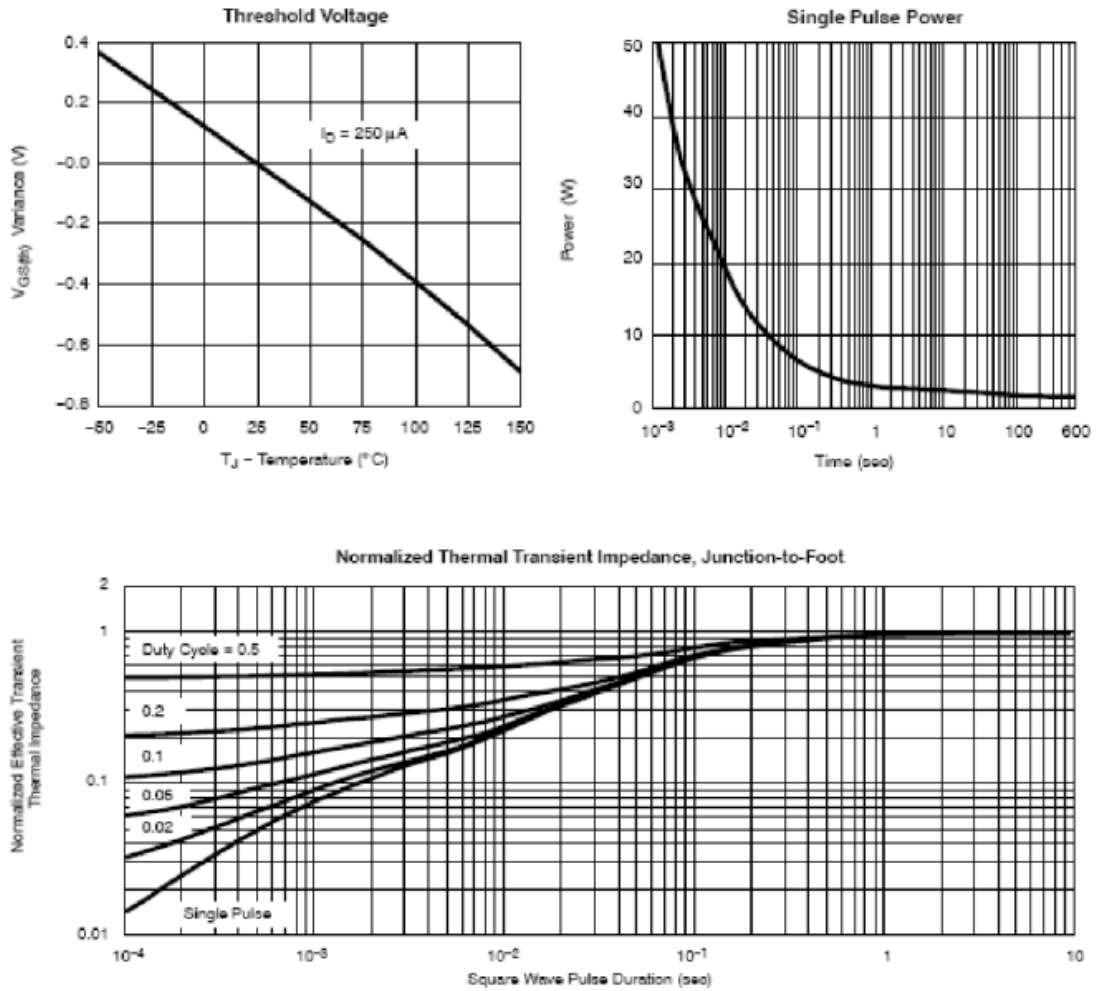 Threshold Voltage
0.4
0.2
–0.0
–0.2
–0.4
–0.6
–0.8
VGS(th) Variance (V)
ID = 250 µA
–50 –25 0 25 50 75 100 125 150
TJ – Temperature (°C)
Single Pulse Power
50
40
30
20
10
0
Power (W)
10–3 10–2 10–1 1 10 100 600
Time (sec)
Normalized Thermal Transient Impedance, Junction-to-Foot
2
1
0.1
0.01
Normalized Effective Transient
Thermal Impedance
Duty Cycle = 0.5
0.2
0.1
0.05
0.02
Single Pulse
10–4 10–3 10–2 10–1 1 10
Square Wave Pulse Duration (sec)